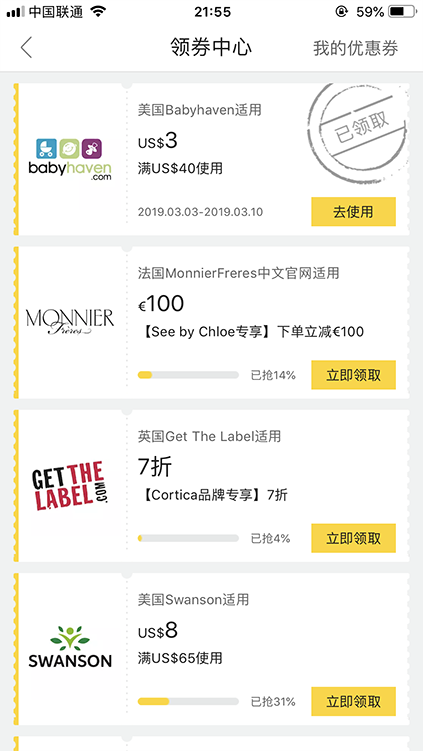 中国联通
21:55
59%
领券中心
我的优惠券
babyhaven
.com
美国Babyhaven适用
US$3
满US$40使用
2019.03.03-2019.03.10
已领取
去使用
MONNIER
Frères
法国MonnierFreres中文官网适用
€100
【See by Chloe专享】下单立减€100
已抢14%
立即领取
GET THE
LABEL
.COM
英国Get The Label适用
7折
【Cortica品牌专享】7折
已抢4%
立即领取
SWANSON
美国Swanson适用
US$8
满US$65使用
已抢31%
立即领取